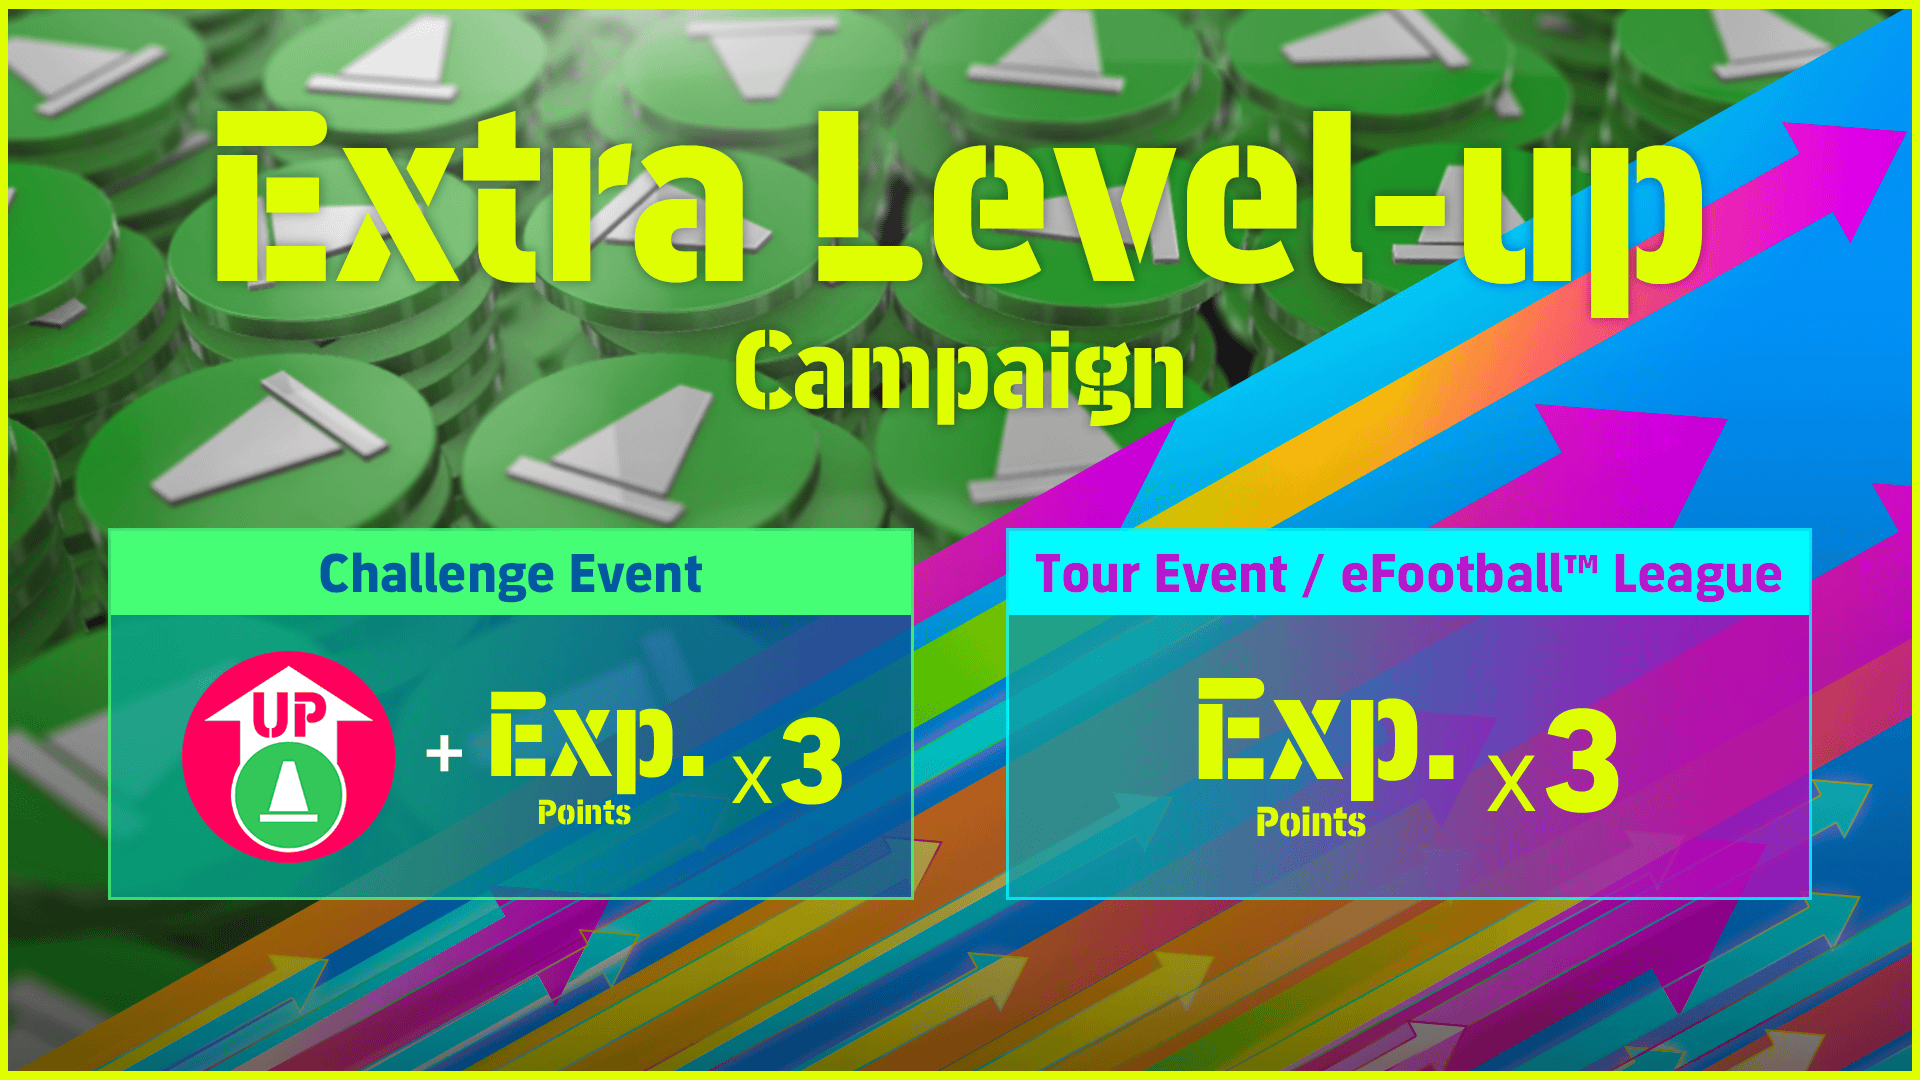 Extra Level-up
Campaign
Challenge Event
UP
+ Exp. x3
Points
Tour Event / eFootball™ League
Exp. x3
Points